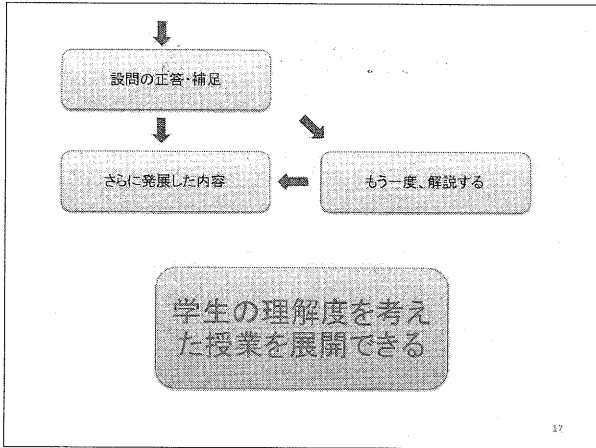 設問の正答・補足
さらに発展した内容
もう一度、解説する
学生の理解度を考え
た授業を展開できる
17